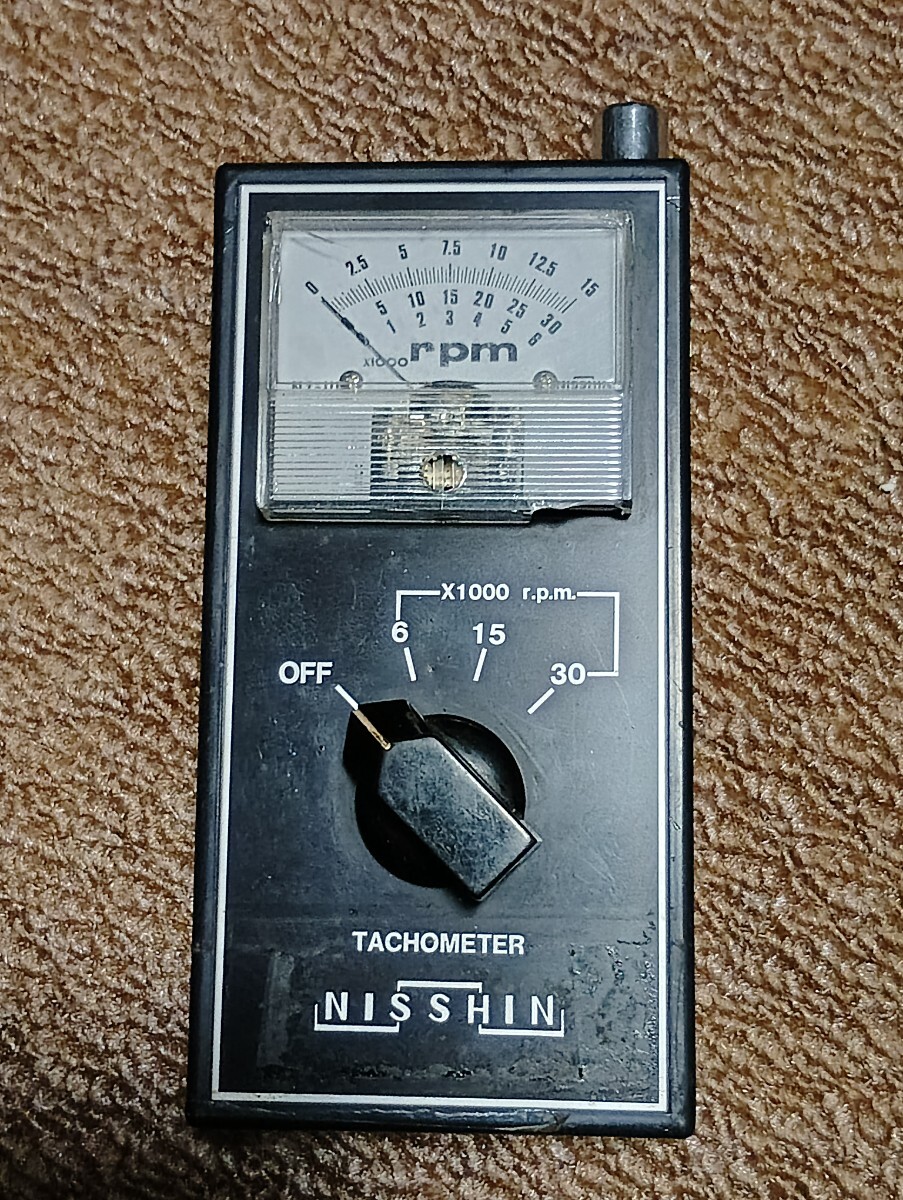 0 2.5 5 7.5 10 12.5 15
5 10 15 20 25 30
1 2 3 4 5 6
X1000 rpm
NISSHIN
X1000 r.p.m.
6 15
OFF 30
TACHOMETER
NISSHIN